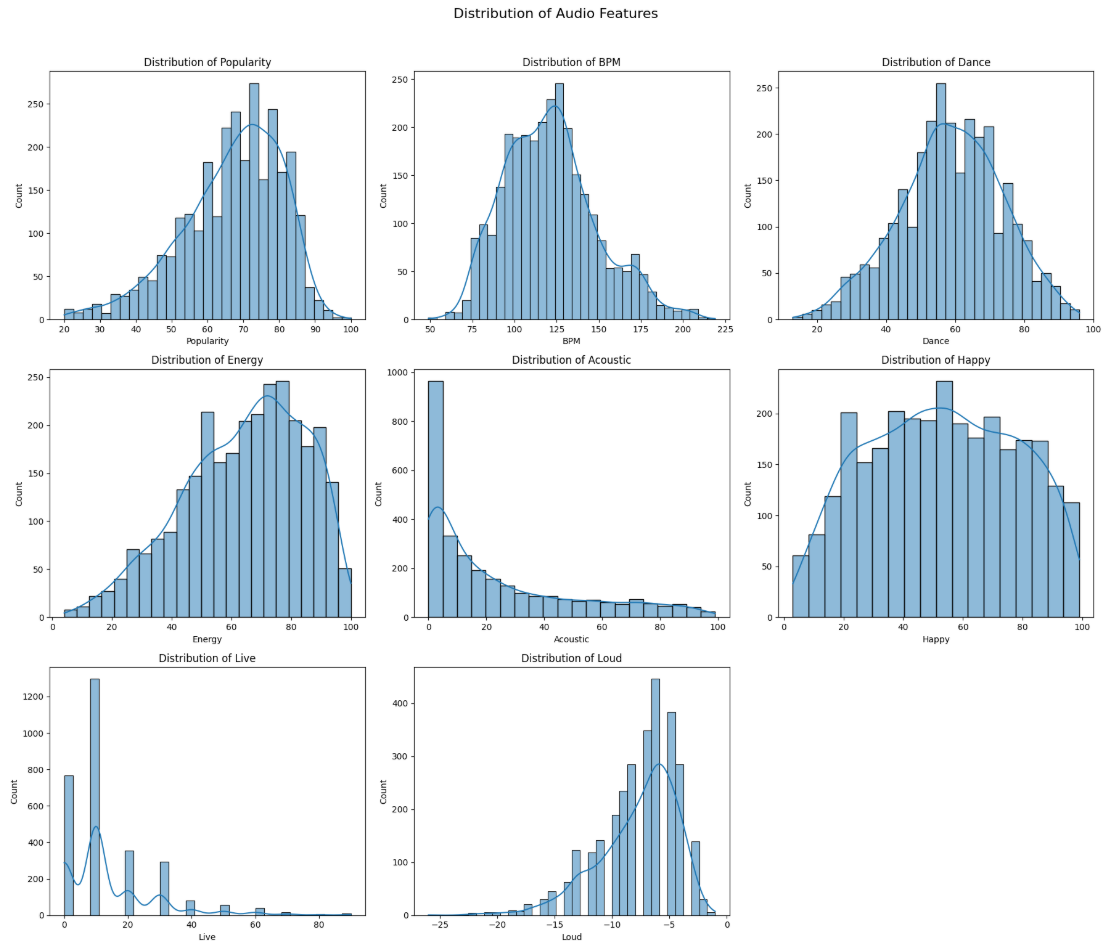 Distribution of Audio Features
Distribution of Popularity
250
200
150
100
50
0
Count
20 30 40 50 60 70 80 90 100
Popularity
Distribution of BPM
250
200
150
100
50
0
Count
50 75 100 125 150 175 200 225
BPM
Distribution of Dance
250
200
150
100
50
0
Count
20 40 60 80 100
Dance
Distribution of Energy
250
200
150
100
50
0
Count
0 20 40 60 80 100
Energy
Distribution of Acoustic
1000
800
600
400
200
0
Count
0 20 40 60 80 100
Acoustic
Distribution of Happy
200
150
100
50
0
Count
0 20 40 60 80 100
Happy
Distribution of Live
1200
1000
800
600
400
200
0
Count
0 20 40 60 80
Live
Distribution of Loud
400
300
200
100
0
Count
−25 −20 −15 −10 −5 0
Loud